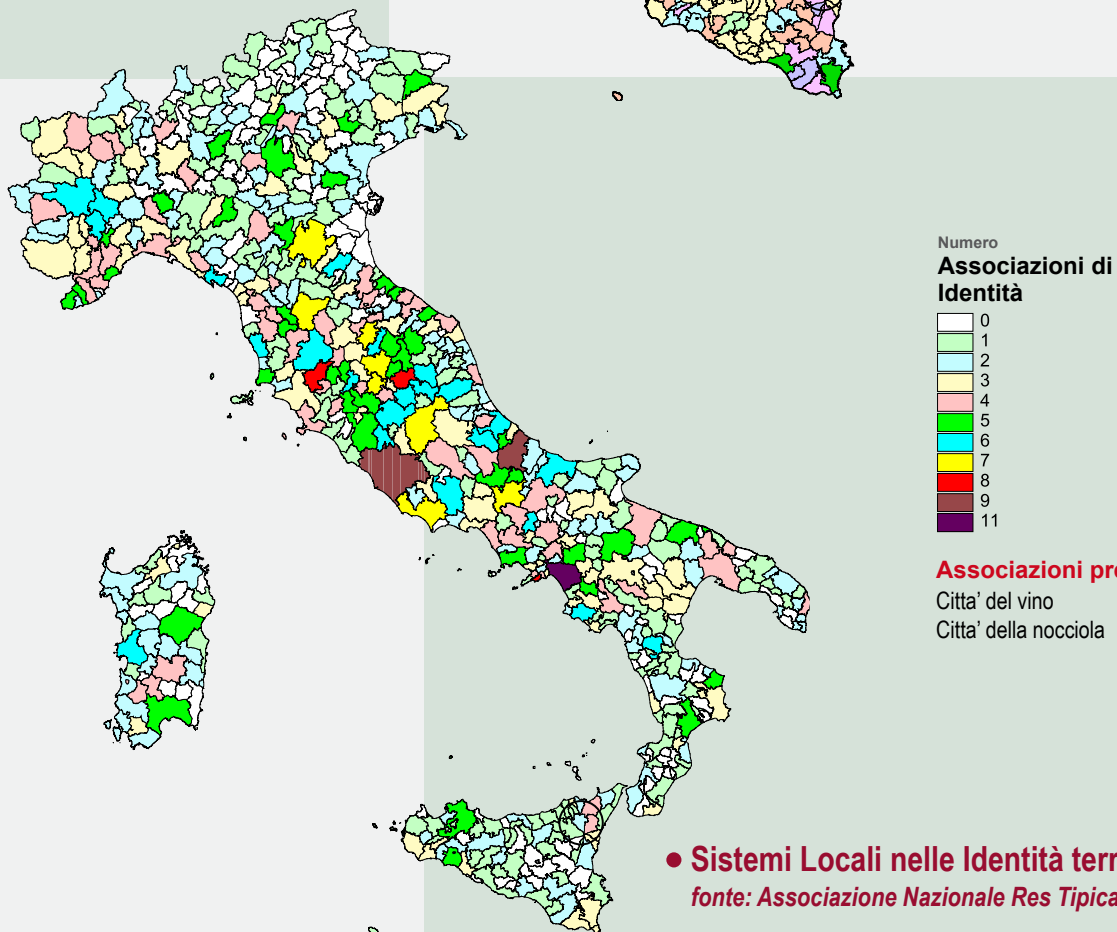 Numero
Associazioni di
Identità
0
1
2
3
4
5
6
7
8
9
11
Associazioni pre
Citta' del vino
Citta' della nocciola
• Sistemi Locali nelle Identità terr
fonte: Associazione Nazionale Res Tipica